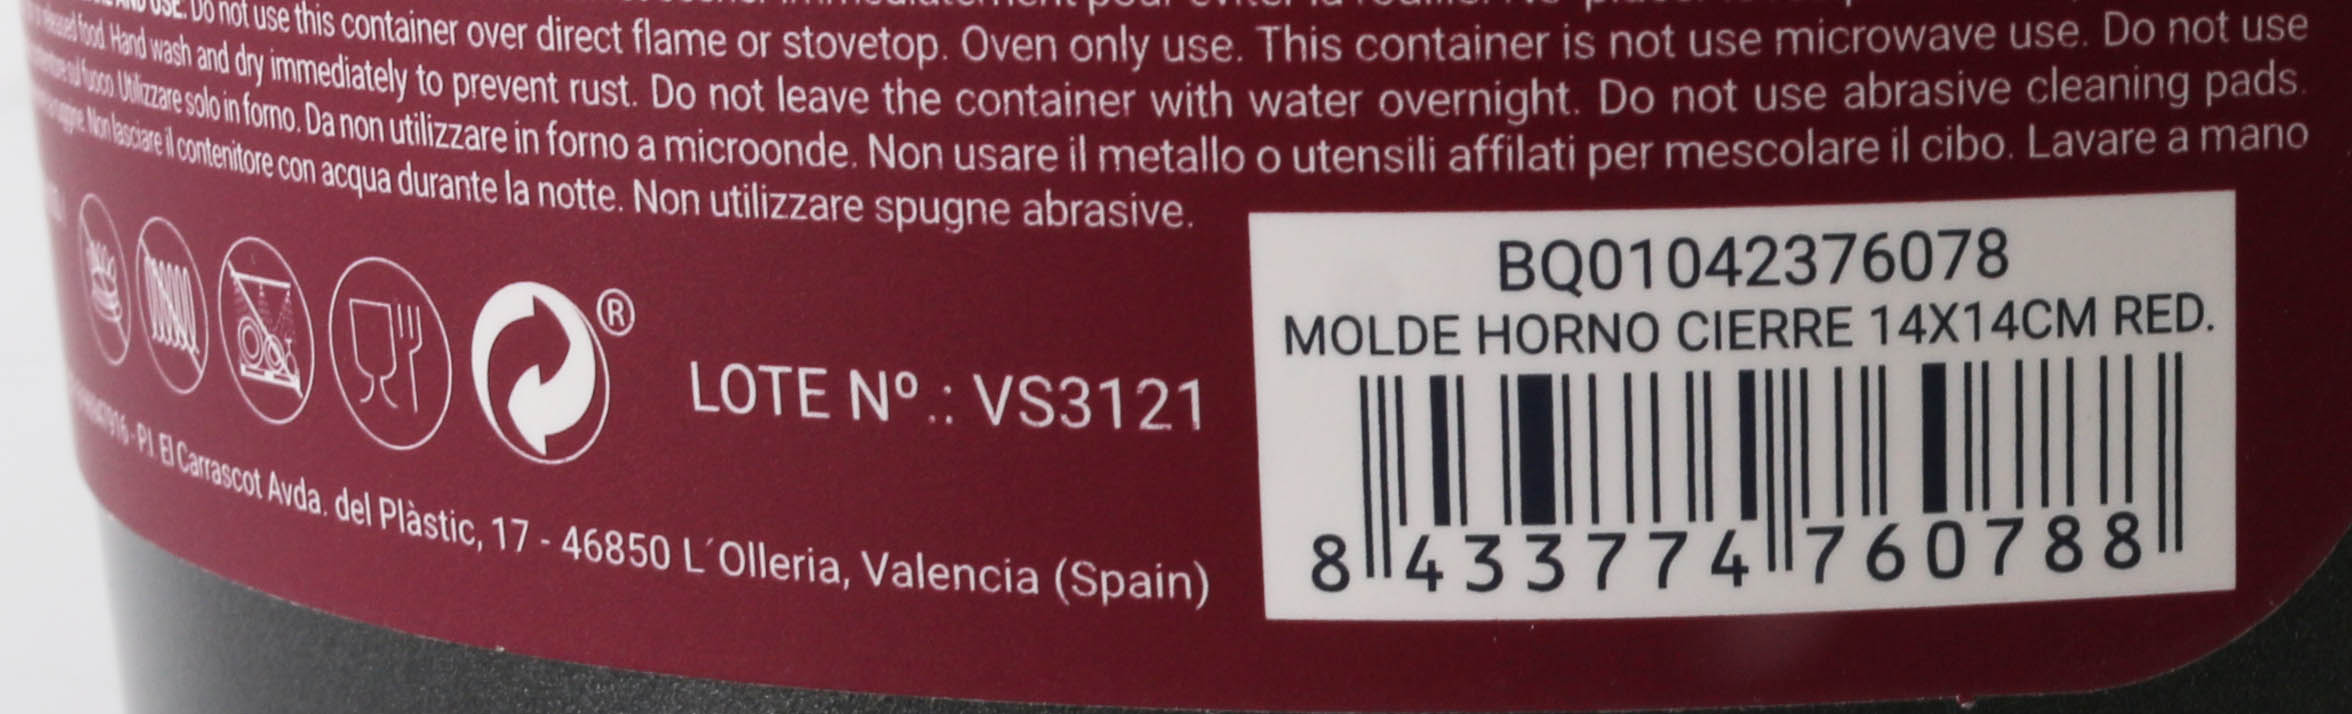 USE: Do not use this container over direct flame or stovetop. Oven only use. This container is not use microwave use. Do not use
food. Hand wash and dry immediately to prevent rust. Do not leave the container with water overnight. Do not use abrasive cleaning pads.
fuoco. Utilizzare solo in forno. Da non utilizzare in forno a microonde. Non usare il metallo o utensili affilati per mescolare il cibo. Lavare a mano
Non lasciare il contenitore con acqua durante la notte. Non utilizzare spugne abrasive.
®
LOTE Nº.: VS3121
P.I. El Carrascot Avda. del Plàstic, 17 - 46850 L´Olleria, Valencia (Spain)
BQ01042376078
MOLDE HORNO CIERRE 14X14CM RED.
8 433774 760788